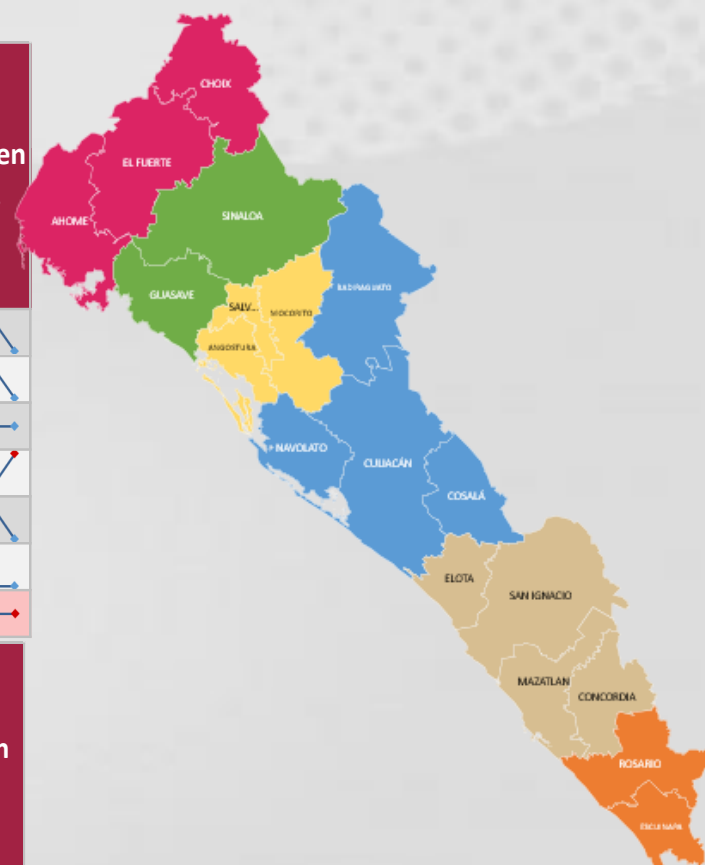 CHOIX
en
EL FUERTE
SINALOA
AHOME
BADIRAGUATO
GUASAVE
SALV...
MOCORITO
ANGOSTURA
NAVOLATO
CULIACÁN
COSALÁ
ELOTA
SAN IGNACIO
MAZATLAN
CONCORDIA
n
ROSARIO
ESCUINAPA